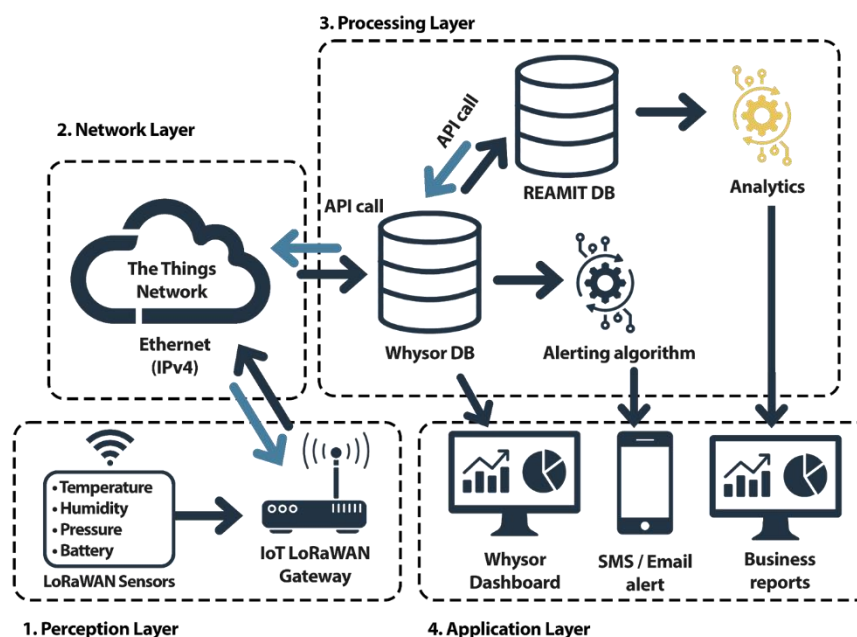 3. Processing Layer
2. Network Layer
API call
REAMIT DB
Analytics
API call
The Things
Network
Ethernet
(IPv4)
Whysor DB
Alerting algorithm
• Temperature
• Humidity
• Pressure
• Battery
LoRaWAN Sensors
IoT LoRaWAN
Gateway
Whysor
Dashboard
SMS / Email
alert
Business
reports
1. Perception Layer
4. Application Layer